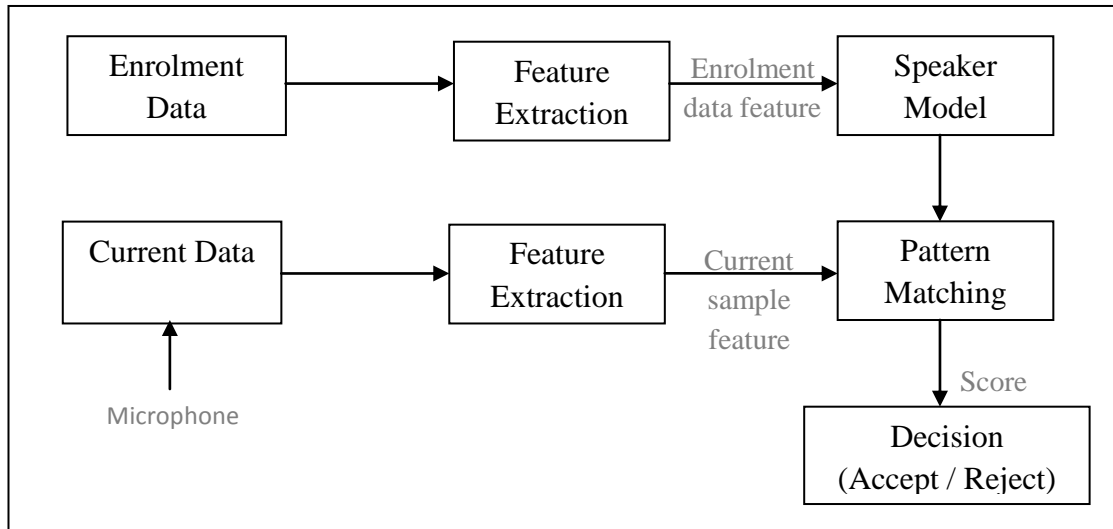 Enrolment
Data
Feature
Extraction
Enrolment
data feature
Speaker
Model
Current Data
Feature
Extraction
Current
sample
feature
Pattern
Matching
Microphone
Score
Decision
(Accept / Reject)